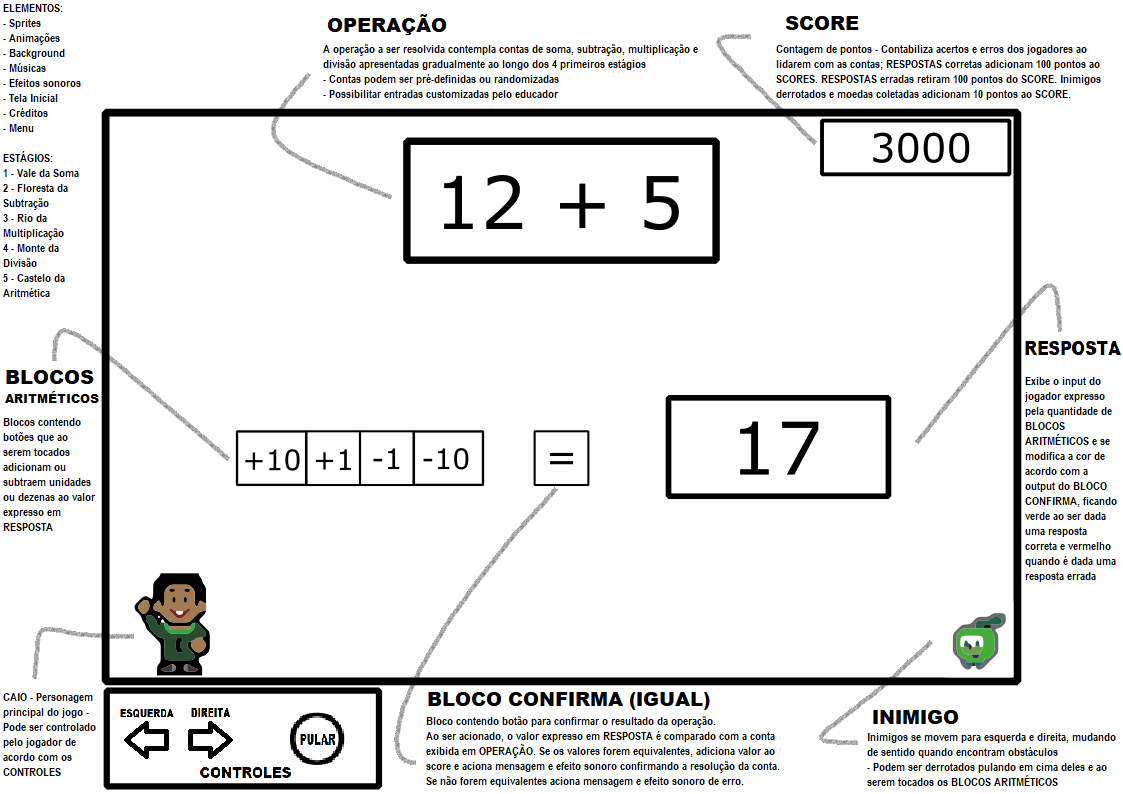 ELEMENTOS:
- Sprites
- Animações
- Background
- Músicas
- Efeitos sonoros
- Tela Inicial
- Créditos
- Menu
ESTÁGIOS:
1 - Vale da Soma
2 - Floresta da
Subtração
3 - Rio da
Multiplicação
4 - Monte da
Divisão
5 - Castelo da
Aritmética
OPERAÇÃO
A operação a ser resolvida contempla contas de soma, subtração, multiplicação e
divisão apresentadas gradualmente ao longo dos 4 primeiros estágios
- Contas podem ser pré-definidas ou randomizadas
- Possibilitar entradas customizadas pelo educador
SCORE
Contagem de pontos - Contabiliza acertos e erros dos jogadores ao
lidarem com as contas; RESPOSTAS corretas adicionam 100 pontos ao
SCORES. RESPOSTAS erradas retiram 100 pontos do SCORE. Inimigos
derrotados e moedas coletadas adicionam 10 pontos ao SCORE.
3000
12 + 5
BLOCOS
ARITMÉTICOS
Blocos contendo
botões que ao
serem tocados
adicionam ou
subtraem unidades
ou dezenas ao valor
expresso em
RESPOSTA
+10 +1 -1 -10
=
17
RESPOSTA
Exibe o input do
jogador expresso
pela quantidade de
BLOCOS
ARITMÉTICOS e se
modifica a cor de
acordo com a
output do BLOCO
CONFIRMA, ficando
verde ao ser dada
uma resposta
correta e vermelho
quando é dada uma
resposta errada
CAIO - Personagem
principal do jogo -
Pode ser controlado
pelo jogador de
acordo com os
CONTROLES
ESQUERDA DIREITA
PULAR
CONTROLES
BLOCO CONFIRMA (IGUAL)
Bloco contendo botão para confirmar o resultado da operação.
Ao ser acionado, o valor expresso em RESPOSTA é comparado com a conta
exibida em OPERAÇÃO. Se os valores forem equivalentes, adiciona valor ao
score e aciona mensagem e efeito sonoro confirmando a resolução da conta.
Se não forem equivalentes aciona mensagem e efeito sonoro de erro.
INIMIGO
Inimigos se movem para esquerda e direita, mudando
de sentido quando encontram obstáculos
- Podem ser derrotados pulando em cima deles e ao
serem tocados os BLOCOS ARITMÉTICOS